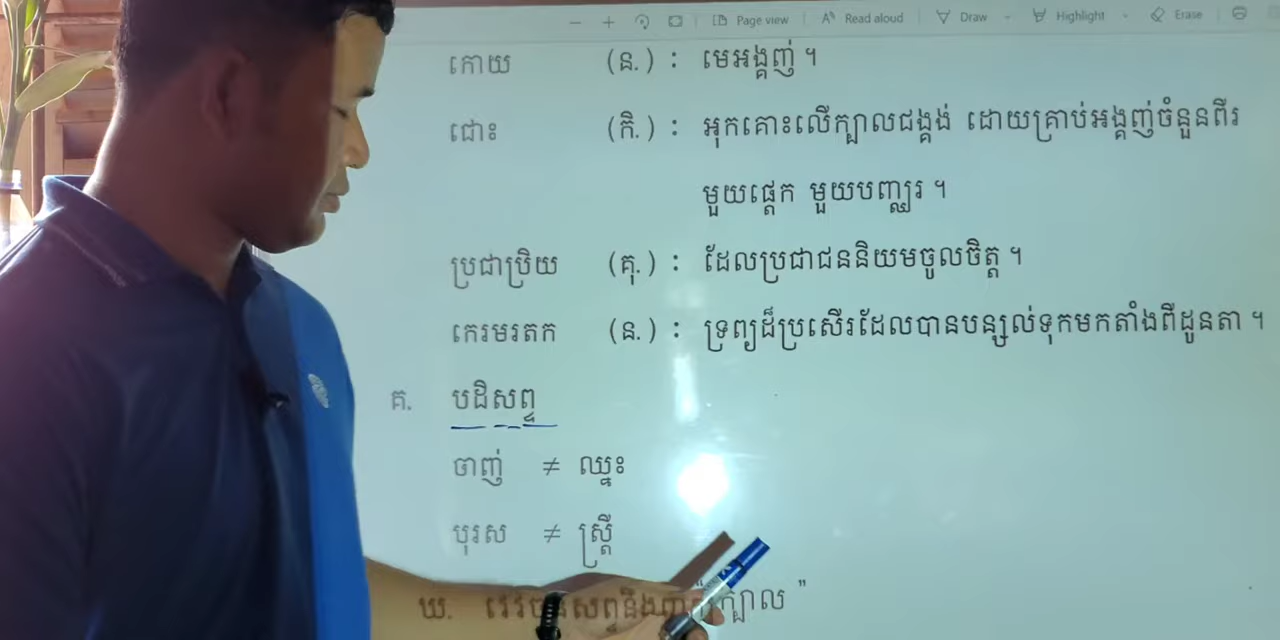 Page view Read aloud Draw Highlight Erase
កោយ (ន.) : មេអង្គញ់ ។
ជោះ (កិ.) : អុកគោះលើក្បាលជង្គង់ ដោយគ្រាប់អង្គញ់ចំនួនពីរ
មួយផ្តេក មួយបញ្ឈរ ។
ប្រជាប្រិយ (គុ.) : ដែលប្រជាជននិយមចូលចិត្ត ។
កេរមរតក (ន.) : ទ្រព្យដ៏ប្រសើរដែលបានបន្សល់ទុកមកតាំងពីដូនតា ។
គ. បដិសព្ទ
ចាញ់ ≠ ឈ្នះ
បុរស ≠ ស្ត្រី
ឃ. ក្បាល "